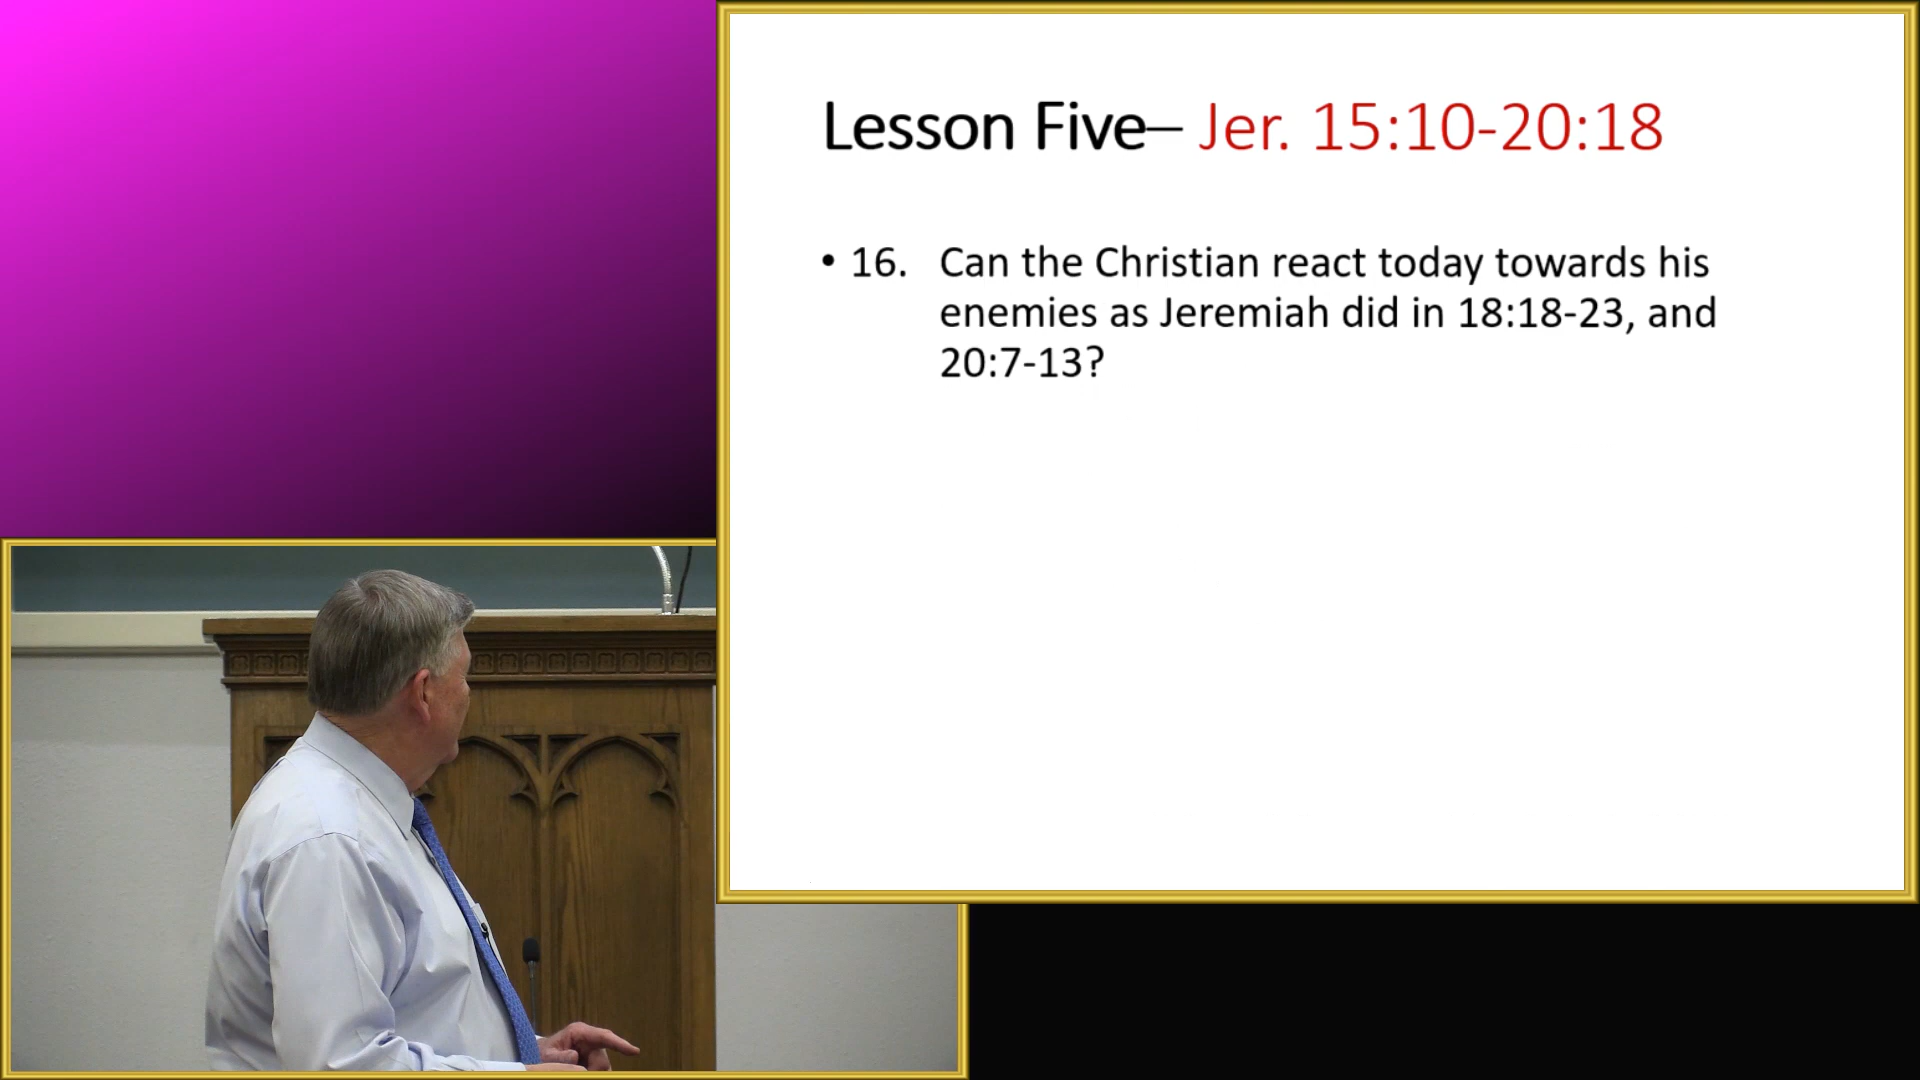 Lesson Five– Jer. 15:10-20:18
• 16. Can the Christian react today towards his
enemies as Jeremiah did in 18:18-23, and
20:7-13?